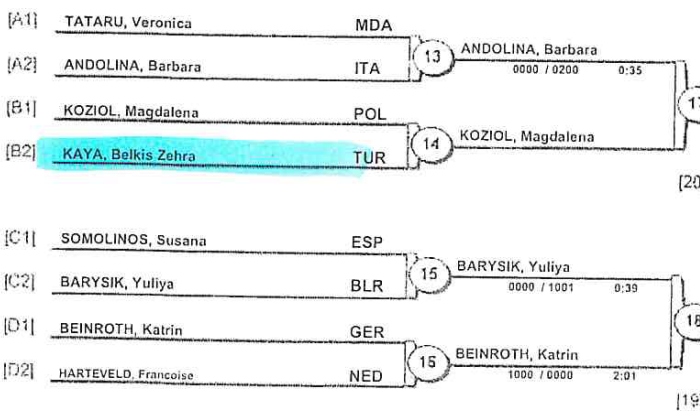 [A1] TATARU, Veronica MDA
[A2] ANDOLINA, Barbara ITA
13 ANDOLINA, Barbara
0000 / 0200 0:35
[B1] KOZIOL, Magdalena POL
[B2] KAYA, Belkis Zehra TUR
14 KOZIOL, Magdalena
17
[20
[C1] SOMOLINOS, Susana ESP
[C2] BARYSIK, Yuliya BLR
15 BARYSIK, Yuliya
0000 / 1001 0:39
[D1] BEINROTH, Katrin GER
[D2] HARTEVELD, Francoise NED
16 BEINROTH, Katrin
1000 / 0000 2:01
18
[19